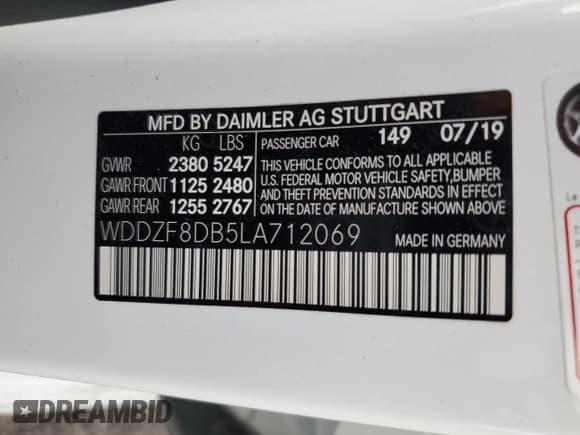 MFD BY DAIMLER AG STUTTGART
KG LBS
GVWR 2380 5247
GAWR FRONT 1125 2480
GAWR REAR 1255 2767
PASSENGER CAR 149 07/19
THIS VEHICLE CONFORMS TO ALL APPLICABLE
U.S. FEDERAL MOTOR VEHICLE SAFETY,BUMPER
AND THEFT PREVENTION STANDARDS IN EFFECT
ON THE DATE OF MANUFACTURE SHOWN ABOVE.
WDDZF8DB5LA712069 MADE IN GERMANY
DREAMBID